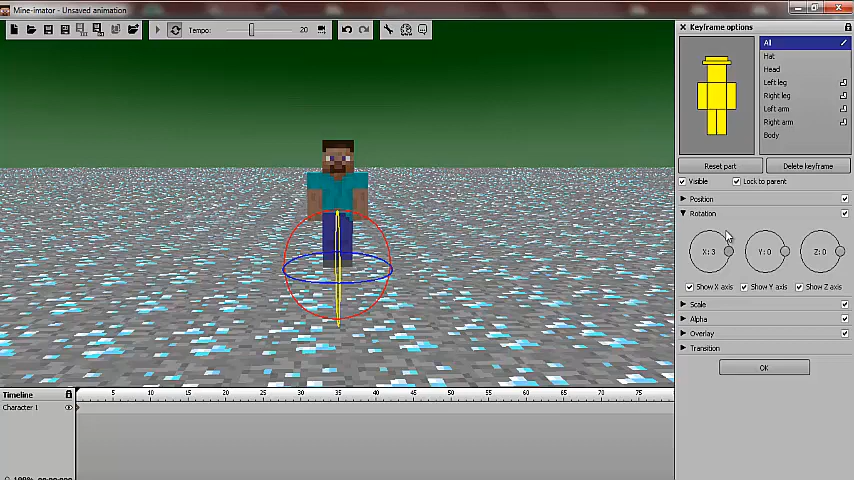 Mine-imator - Unsaved animation
Tempo: 20
Keyframe options
All
Hat
Head
Left leg
Right leg
Left arm
Right arm
Body
Reset part Delete keyframe
Visible Lock to parent
Position
Rotation
X: 3 Y: 0 Z: 0
Show X axis Show Y axis Show Z axis
Scale
Alpha
Overlay
Transition
OK
Timeline 5 10 15 20 25 30 35 40 45 50 55 60 65 70 75
Character 1